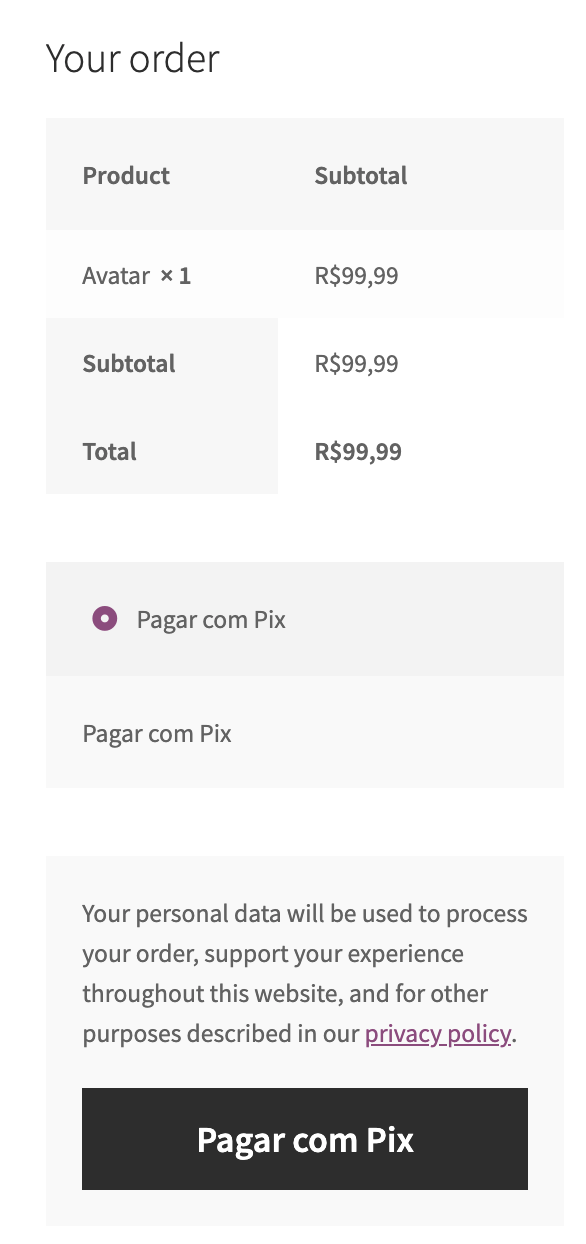 Your order
Product Subtotal
Avatar × 1 R$99,99
Subtotal R$99,99
Total R$99,99
Pagar com Pix
Pagar com Pix
Your personal data will be used to process
your order, support your experience
throughout this website, and for other
purposes described in our privacy policy.
Pagar com Pix